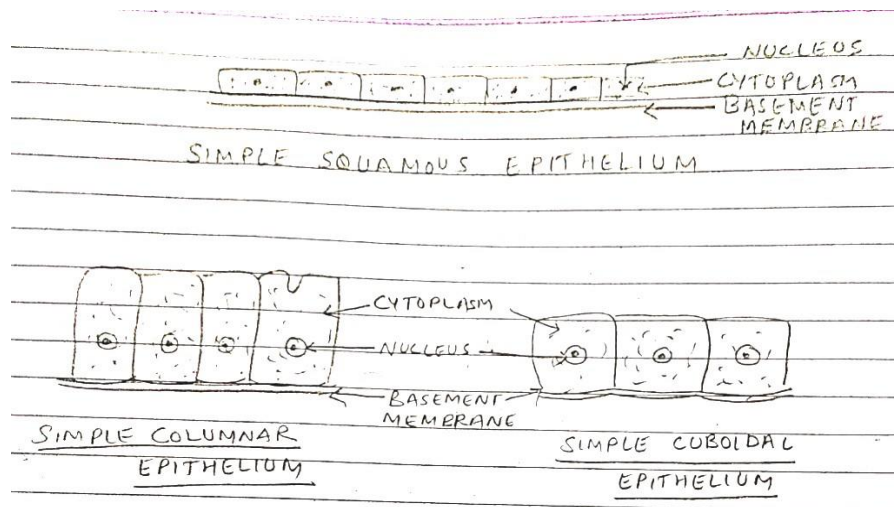 NUCLEUS
CYTOPLASM
BASEMENT
MEMBRANE
SIMPLE SQUAMOUS EPITHELIUM
CYTOPLASM
NUCLEUS
BASEMENT
MEMBRANE
SIMPLE COLUMNAR
EPITHELIUM
SIMPLE CUBOIDAL
EPITHELIUM